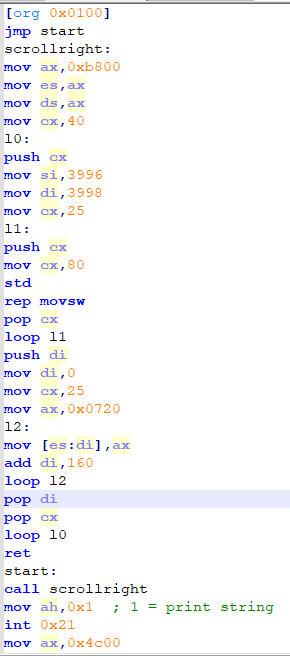 [org 0x0100]
jmp start
scrollright:
mov ax,0xb800
mov es,ax
mov ds,ax
mov cx,40
l0:
push cx
mov si,3996
mov di,3998
mov cx,25
l1:
push cx
mov cx,80
std
rep movsw
pop cx
loop l1
push di
mov di,0
mov cx,25
mov ax,0x0720
l2:
mov [es:di],ax
add di,160
loop l2
pop di
pop cx
loop l0
ret
start:
call scrollright
mov ah,0x1  ; 1 = print string
int 0x21
mov ax,0x4c00